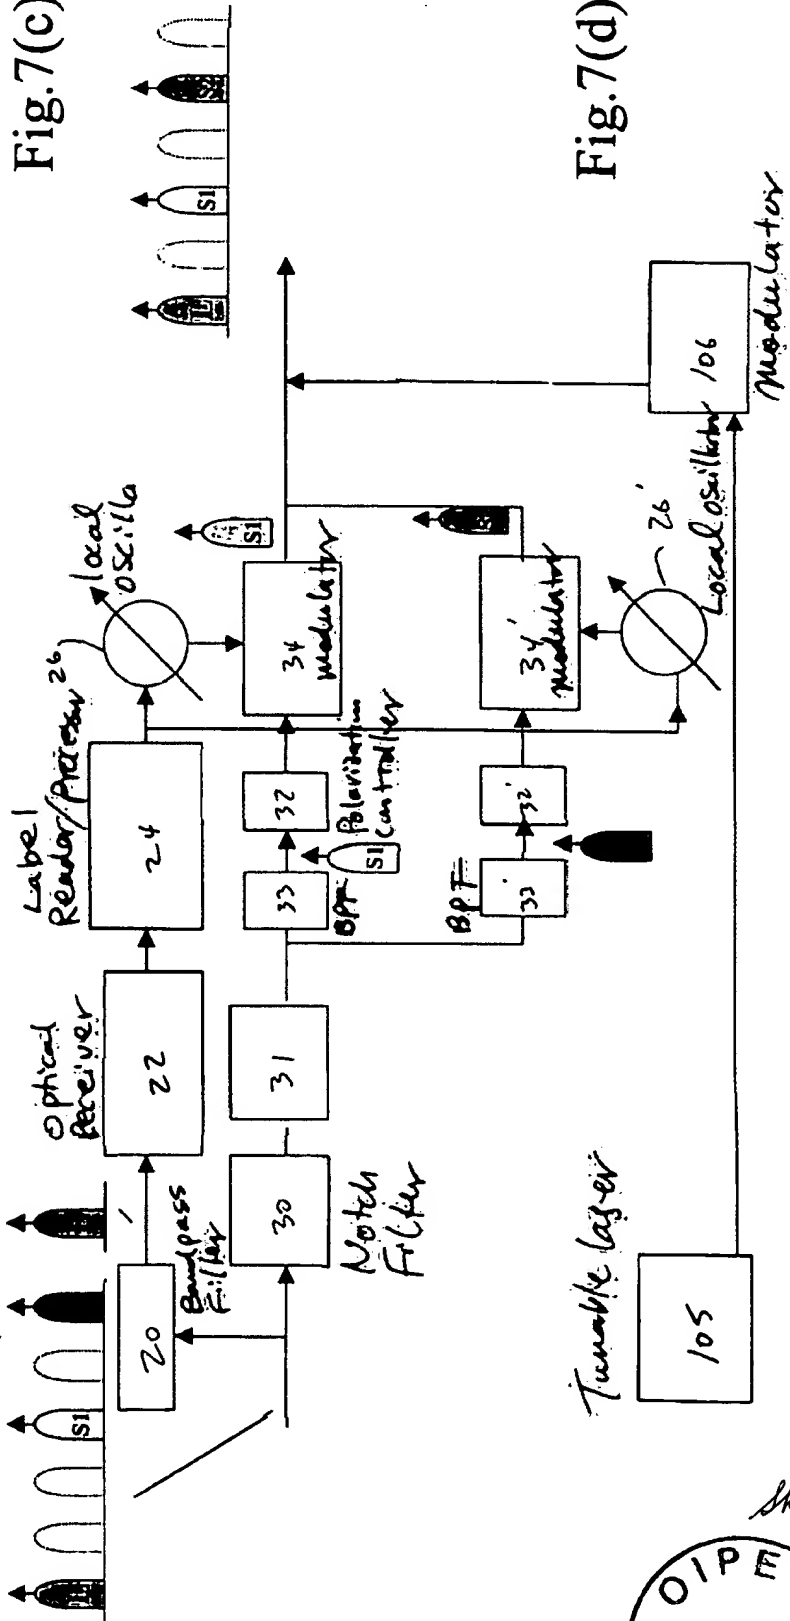 Fig.7(c)
S1
S1
Label
Reader/Processor
Optical
Receiver
local
oscilla
20
22
24
26
S1
Bandpass
Filter
30
31
33
32
34
modulator
Notch
Filter
BPF
Polarization
Controller
S1
BPF
33'
32'
34'
modulator
26'
Local oscillator
Tunable laser
105
106
Modulator
Fig.7(d)
OIPE